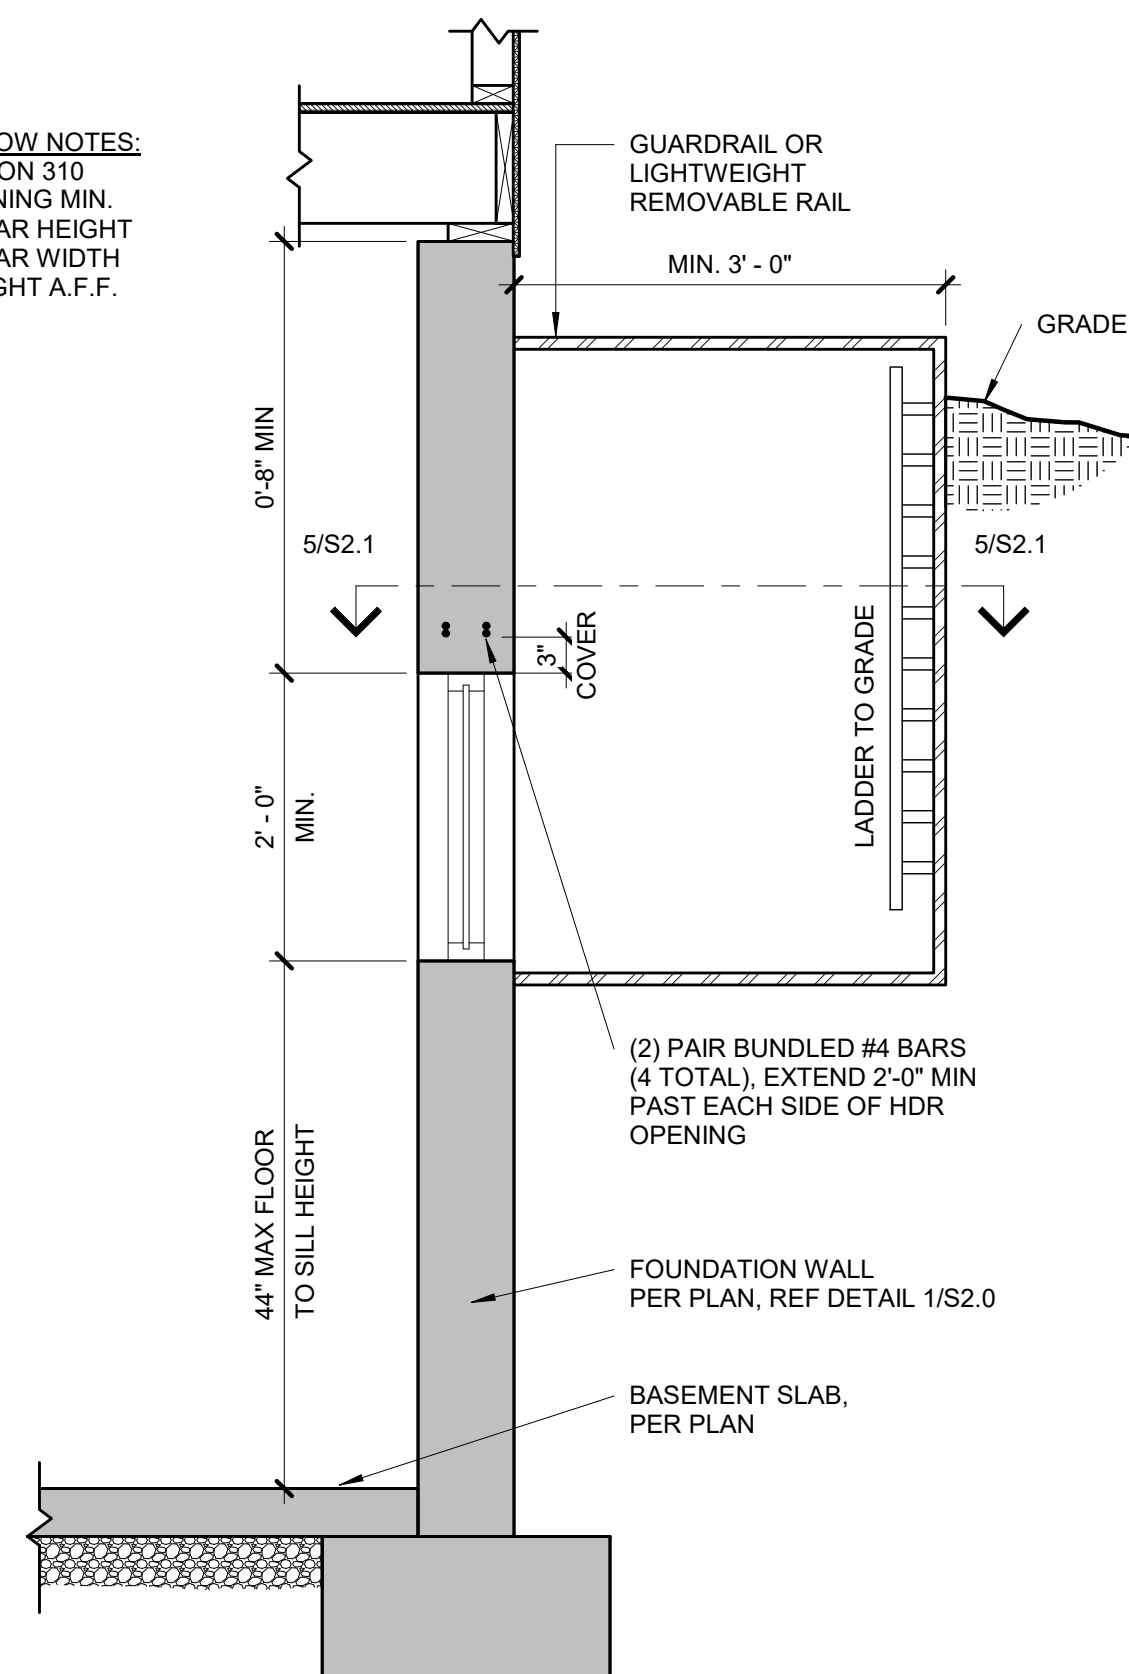 OW NOTES:
ON 310
NING MIN.
AR HEIGHT
AR WIDTH
GHT A.F.F.
GUARDRAIL OR
LIGHTWEIGHT
REMOVABLE RAIL
MIN. 3' - 0"
GRADE
0'-8" MIN
5/S2.1
5/S2.1
3"
COVER
LADDER TO GRADE
2' - 0"
MIN.
(2) PAIR BUNDLED #4 BARS
(4 TOTAL), EXTEND 2'-0" MIN
PAST EACH SIDE OF HDR
OPENING
44" MAX FLOOR
TO SILL HEIGHT
FOUNDATION WALL
PER PLAN, REF DETAIL 1/S2.0
BASEMENT SLAB,
PER PLAN